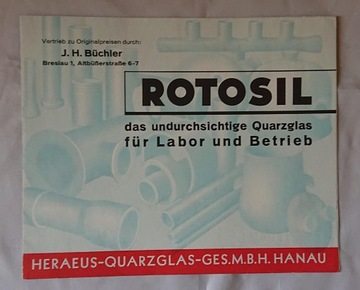 Vertrieb zu Originalpreisen durch:
J. H. Büchler
Breslau 1, Altbüßerstraße 6-7
ROTOSIL
das undurchsichtige Quarzglas
für Labor und Betrieb
HERAEUS-QUARZGLAS-GES.M.B.H. HANAU